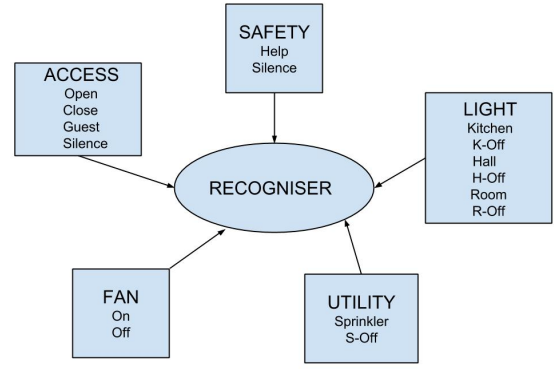 SAFETY
Help
Silence
ACCESS
Open
Close
Guest
Silence
LIGHT
Kitchen
K-Off
Hall
H-Off
Room
R-Off
RECOGNISER
FAN
On
Off
UTILITY
Sprinkler
S-Off